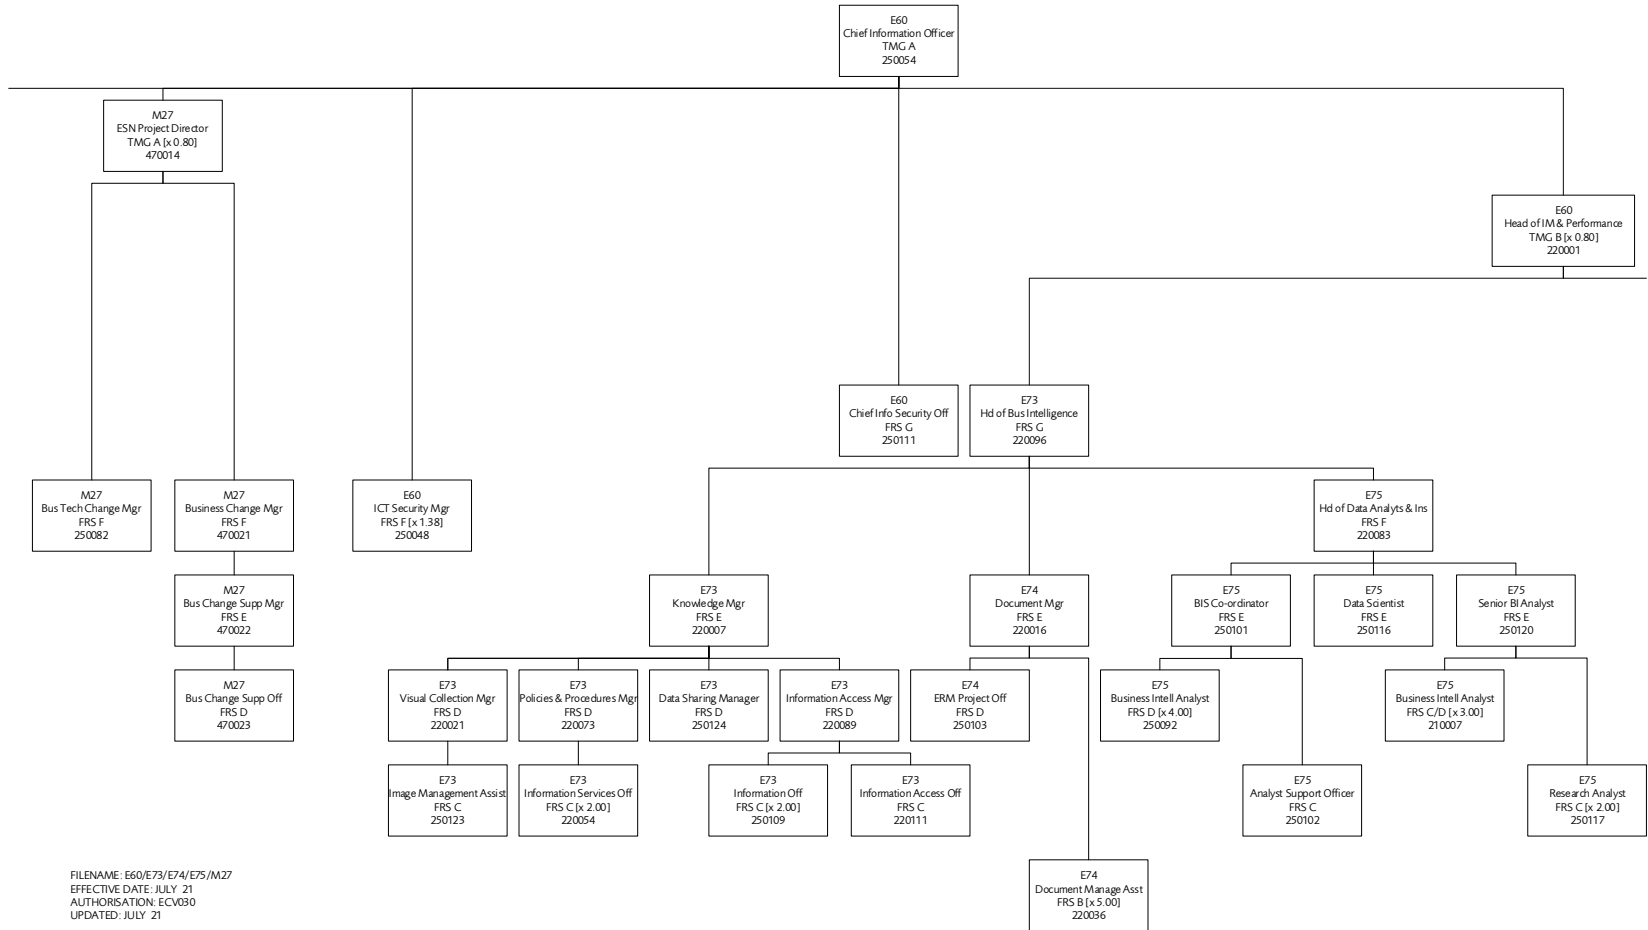 E60
Chief Information Officer
TMG A
250054
M27
ESN Project Director
TMG A [x 0.80]
470014
E60
Head of IM & Performance
TMG B [x 0.80]
220001
E60
Chief Info Security Off
FRS G
250111
E73
Hd of Bus Intelligence
FRS G
220096
M27
Bus Tech Change Mgr
FRS F
250082
M27
Business Change Mgr
FRS F
470021
E60
ICT Security Mgr
FRS F [x 1.38]
250048
E75
Hd of Data Analyts & Ins
FRS F
220083
M27
Bus Change Supp Mgr
FRS E
470022
E73
Knowledge Mgr
FRS E
220007
E74
Document Mgr
FRS E
220016
E75
BIS Co-ordinator
FRS E
250101
E75
Data Scientist
FRS E
250116
E75
Senior BI Analyst
FRS E
250120
M27
Bus Change Supp Off
FRS D
470023
E73
Visual Collection Mgr
FRS D
220021
E73
Policies & Procedures Mgr
FRS D
220073
E73
Data Sharing Manager
FRS D
250124
E73
Information Access Mgr
FRS D
220089
E74
ERM Project Off
FRS D
250103
E75
Business Intell Analyst
FRS D [x 4.00]
250092
E75
Business Intell Analyst
FRS C/D [x 3.00]
210007
E73
Image Management Assist
FRS C
250123
E73
Information Services Off
FRS C [x 2.00]
220054
E73
Information Off
FRS C [x 2.00]
250109
E73
Information Access Off
FRS C
220111
E75
Analyst Support Officer
FRS C
250102
E75
Research Analyst
FRS C [x 2.00]
250117
E74
Document Manage Asst
FRS B [x 5.00]
220036
FILENAME: E60/E73/E74/E75/M27
EFFECTIVE DATE: JULY 21
AUTHORISATION: ECV030
UPDATED: JULY 21